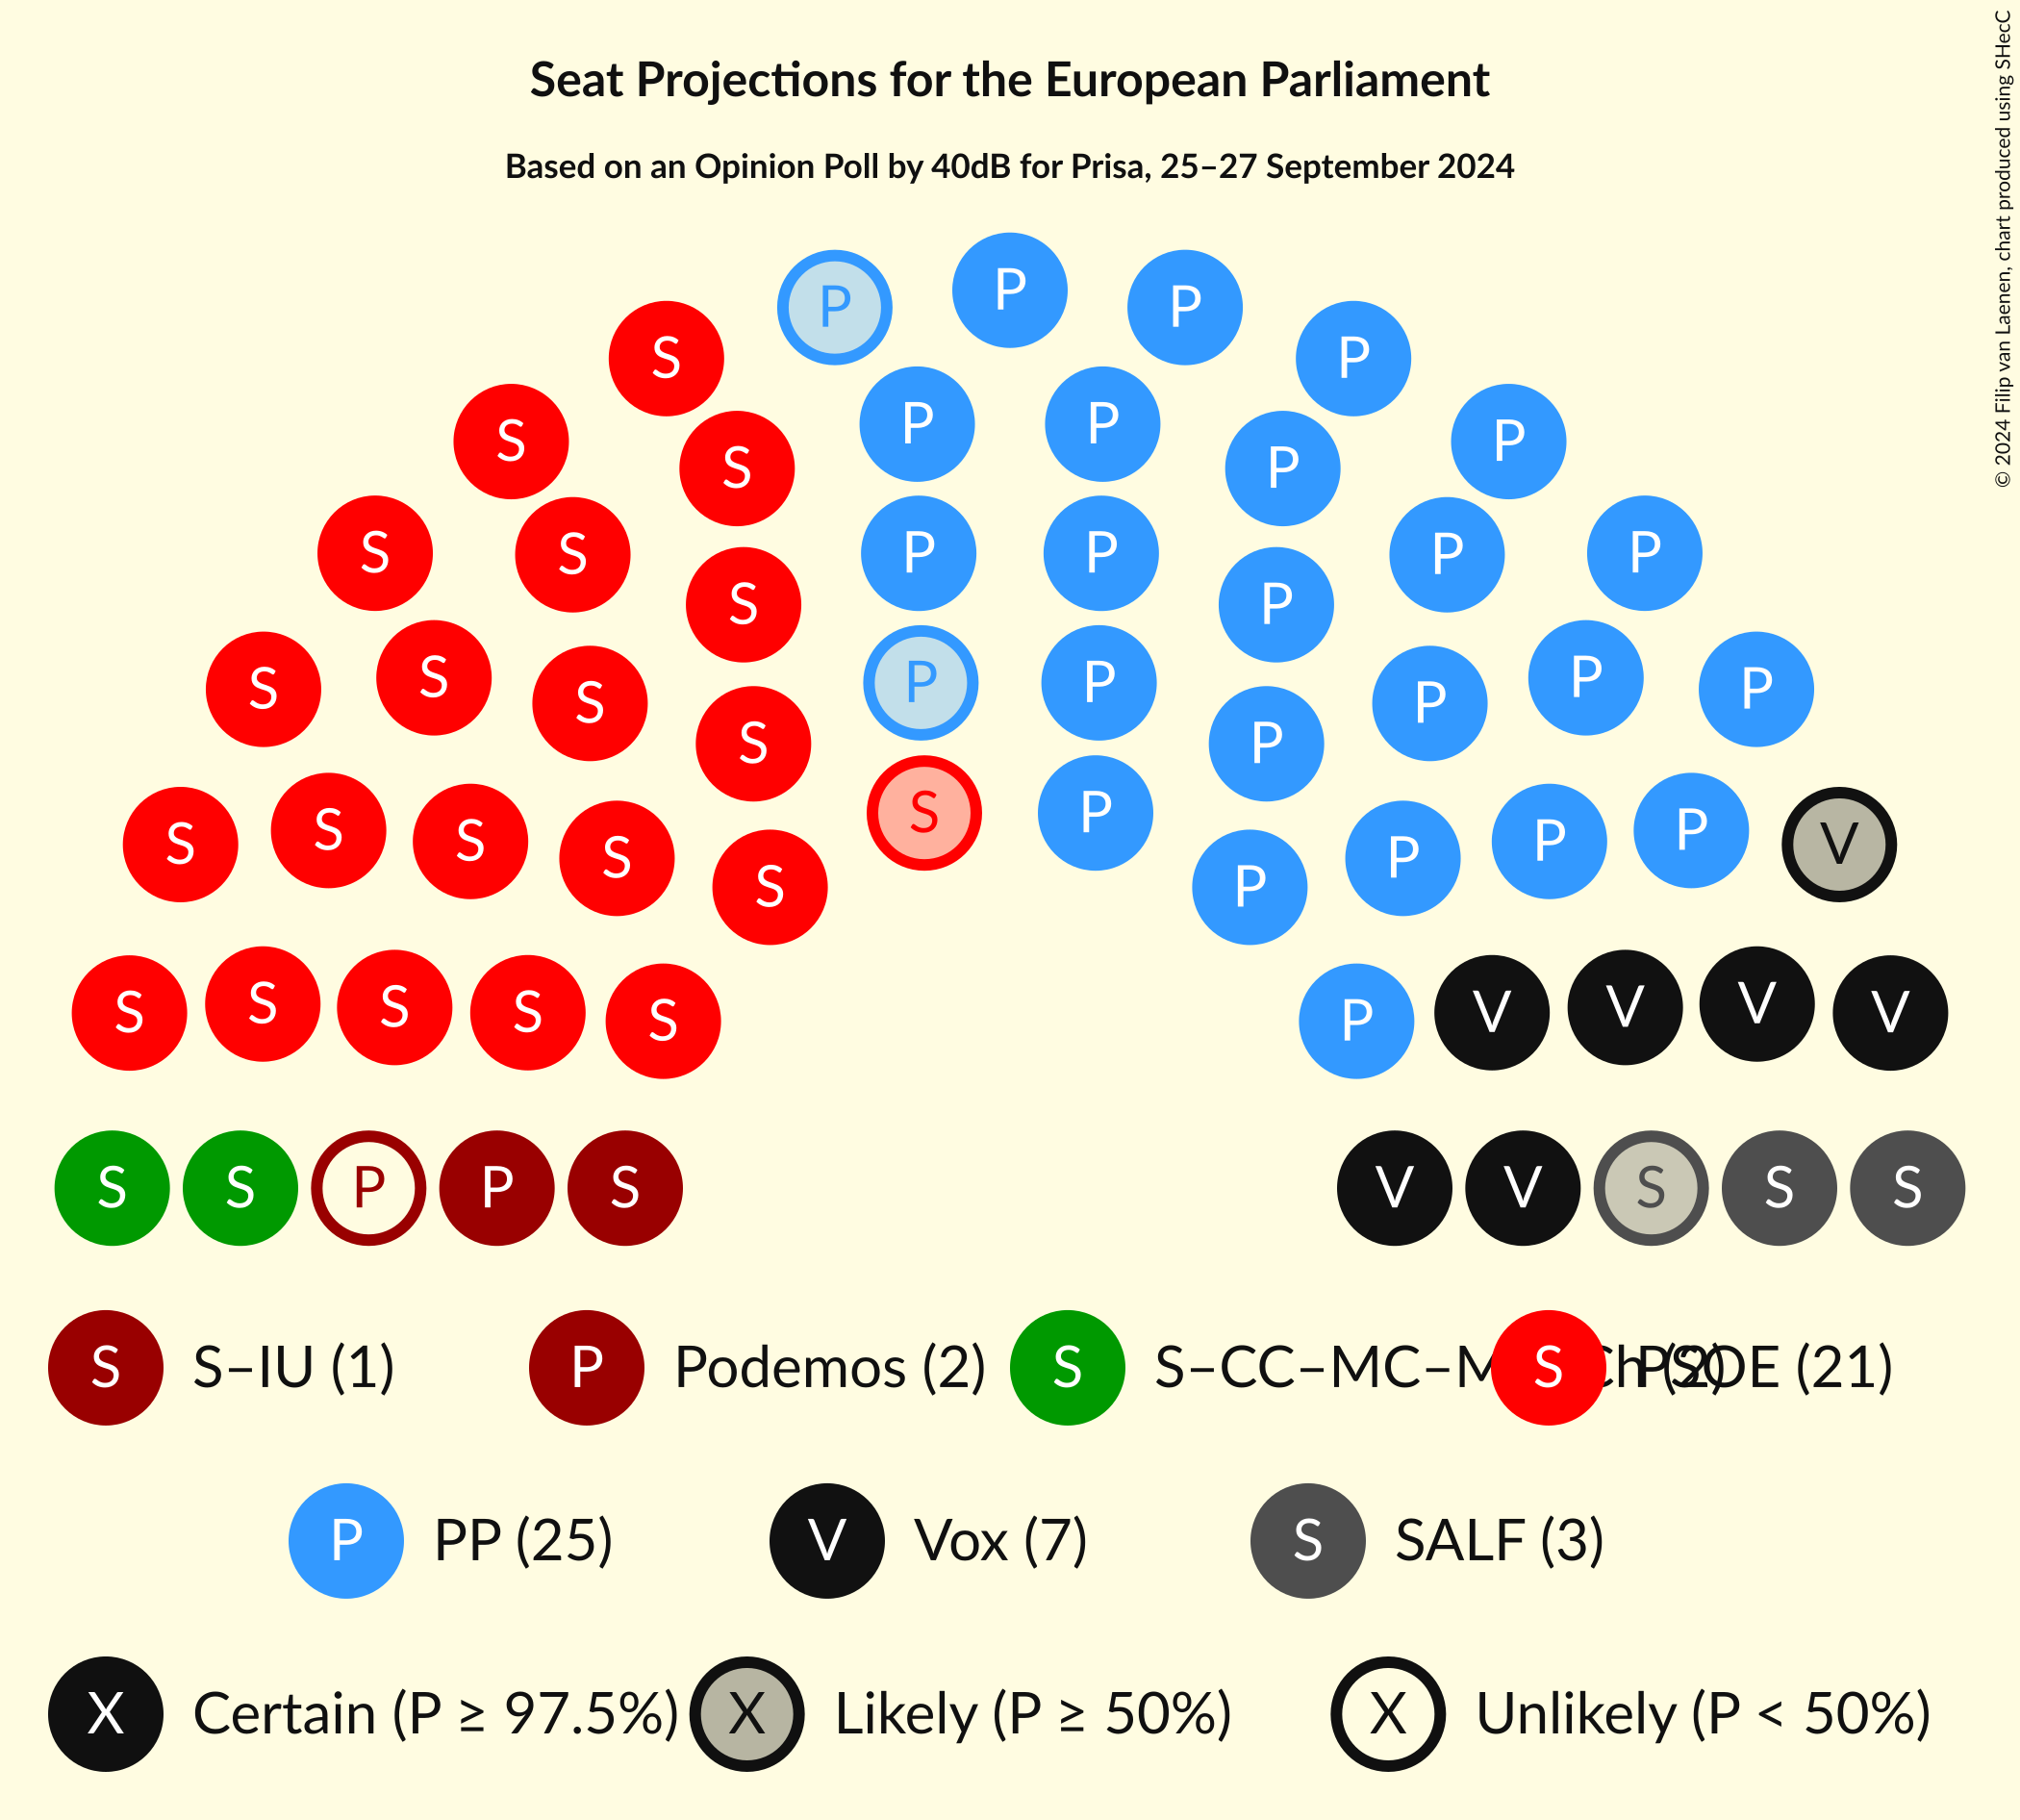 Seat Projections for the European Parliament
Based on an Opinion Poll by 40dB for Prisa, 25–27 September 2024
© 2024 Filip van Laenen, chart produced using SHecC
P P P
S P
P P
S P
S P
S S P P P P
S P
S S S P P P P P
S P
S P
S S S S P P P V
S P
S S S S S P V V V V
S S P P S V V S S S
S S–IU (1)
P Podemos (2)
S
S PSOE (21)
P PP (25)
V Vox (7)
S SALF (3)
X Certain (P ≥ 97.5%)
X Likely (P ≥ 50%)
X Unlikely (P < 50%)